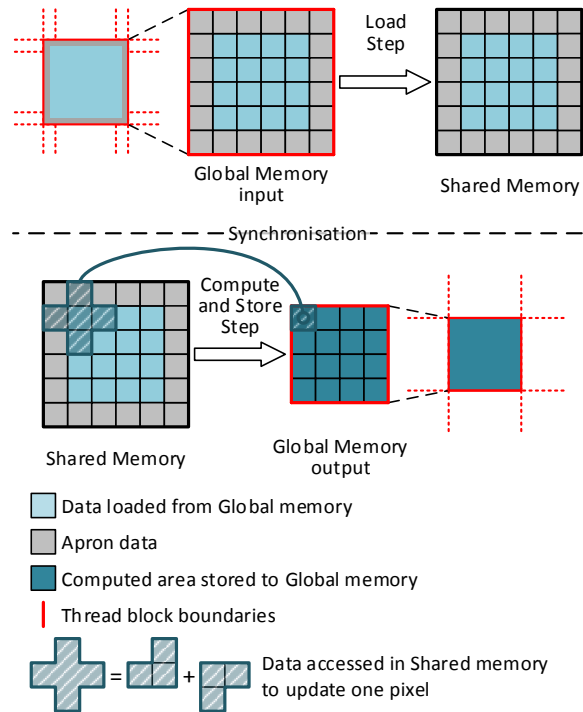 Load
Step
Global Memory
input
Shared Memory
Synchronisation
Compute
and Store
Step
Shared Memory
Global Memory
output
Data loaded from Global memory
Apron data
Computed area stored to Global memory
Thread block boundaries
= + Data accessed in Shared memory
to update one pixel